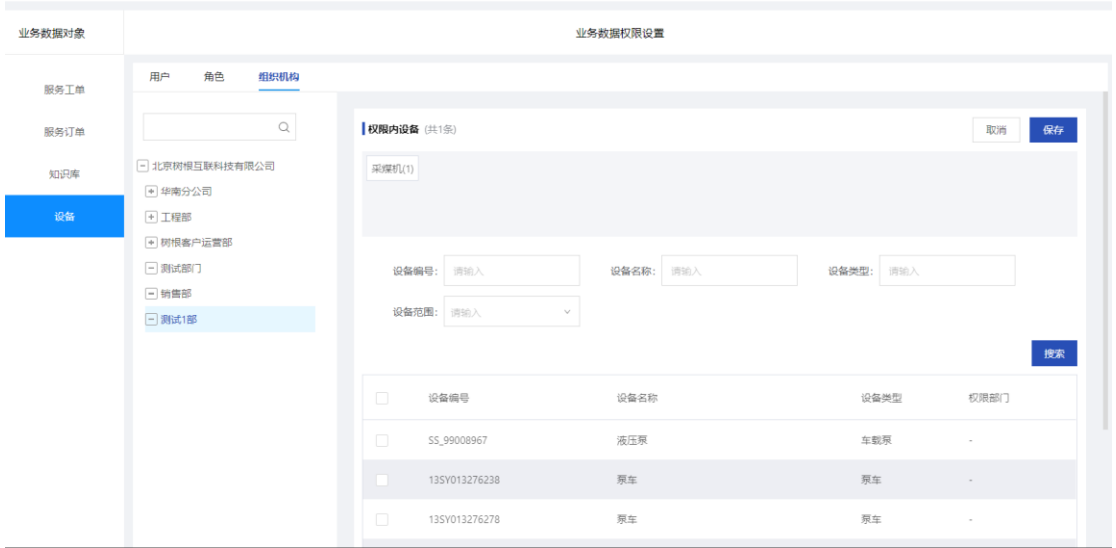 业务数据对象
业务数据权限设置
服务工单
服务订单
知识库
设备
用户 角色 组织机构
北京树根互联科技有限公司
华南分公司
工程部
树根客户运营部
测试部门
销售部
测试1部
权限内设备 (共1条)
取消 保存
采煤机(1)
设备编号: 请输入 设备名称: 请输入 设备类型: 请输入
设备范围: 请输入
搜索
设备编号 设备名称 设备类型 权限部门
SS_99008967 液压泵 车载泵 -
13SY013276238 泵车 泵车 -
13SY013276278 泵车 泵车 -